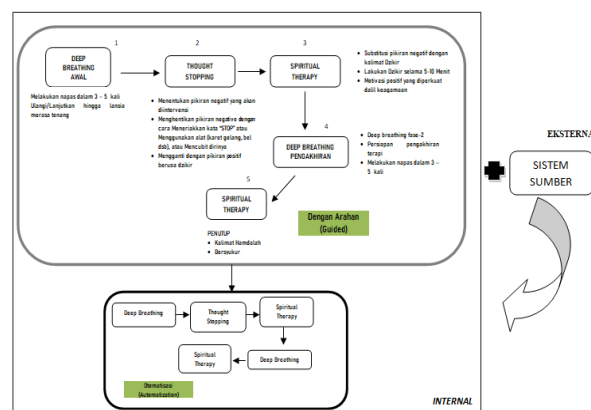 1
DEEP
BREATHING
AWAL
Melakukan napas dalam 3 – 5 kali
Ulangi/Lanjutkan hingga lansia
merasa tenang
2
THOUGHT
STOPPING
• Menentukan pikiran negatif yang akan
diintervensi
• Menghentikan pikiran negative dengan
cara Meneriakkan kata "STOP" atau
Menggunakan alat (karet gelang, bel
dsb), atau Mencubit dirinya
• Mengganti dengan pikiran positif
berupa dzikir
3
SPIRITUAL
THERAPY
• Substitusi pikiran negatif dengan
kalimat Dzikir
• Lakukan Dzikir selama 5-10 Menit
• Motivasi positif yang diperkuat
dalil keagamaan
4
DEEP BREATHING
PENGAKHIRAN
• Deep breathing fase-2
• Persiapan pengakhiran
terapi
• Melakukan napas dalam 3 –
5 kali
5
SPIRITUAL
THERAPY
PENUTUP
• Kalimat Hamdalah
• Bersyukur
Dengan Arahan
(Guided)
EKSTERNA
SISTEM
SUMBER
Deep Breathing
Thought
Stopping
Spiritual
Therapy
Deep Breathing
Spiritual
Therapy
Otomatisasi
(Automatization)
INTERNAL